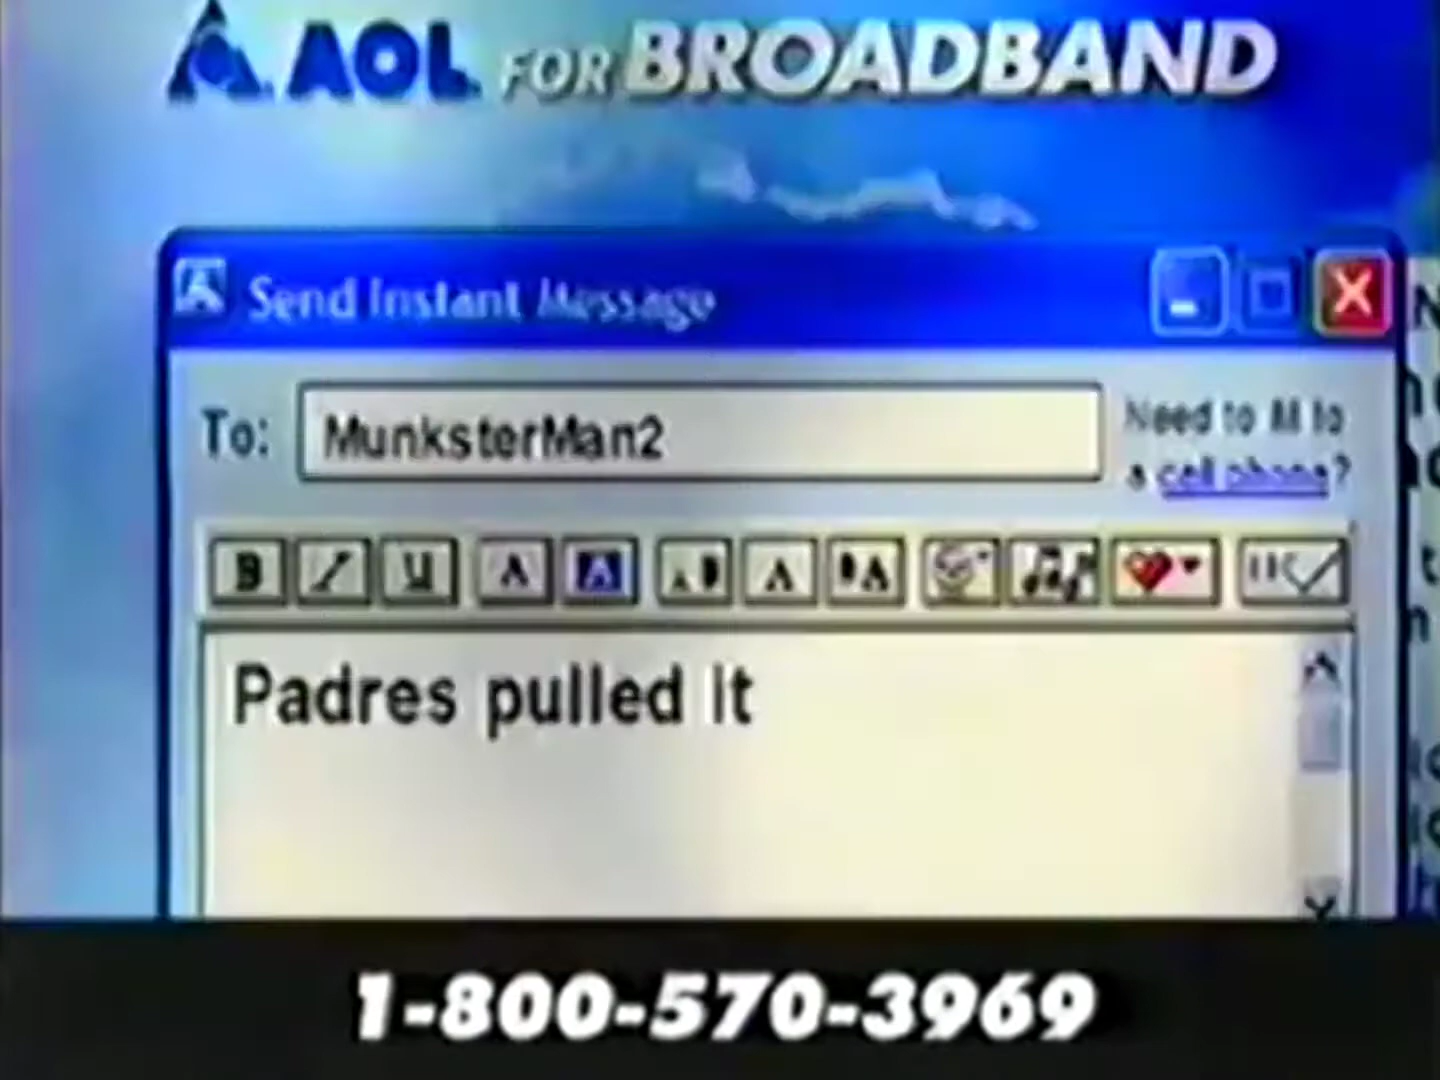 AOL FOR BROADBAND
Send Instant Message
To: MunksterMan2
Need to IM to
a cell phone?
B I U A A A A A A
Padres pulled it
1-800-570-3969